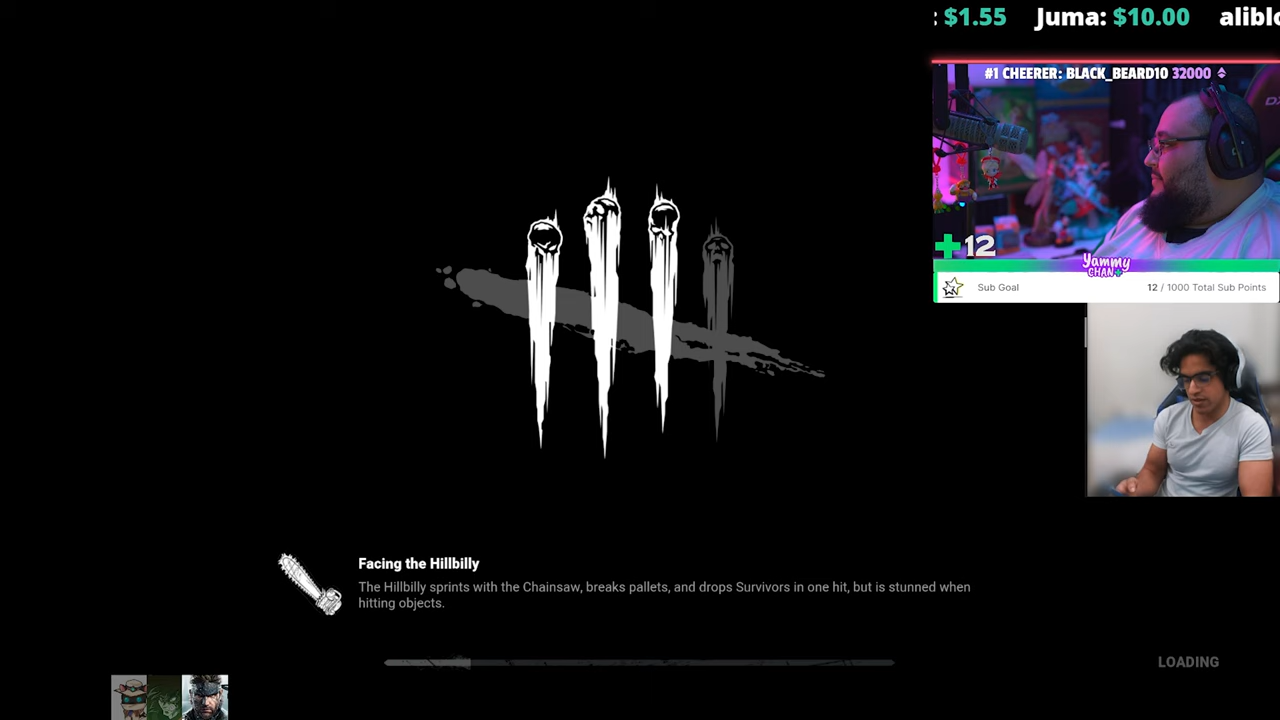 : $1.55 Juma: $10.00 aliblo
#1 CHEERER: BLACK_BEARD10 32000
+12
Yammy
CHAN+
Sub Goal 12 / 1000 Total Sub Points
Facing the Hillbilly
The Hillbilly sprints with the Chainsaw, breaks pallets, and drops Survivors in one hit, but is stunned when
hitting objects.
LOADING